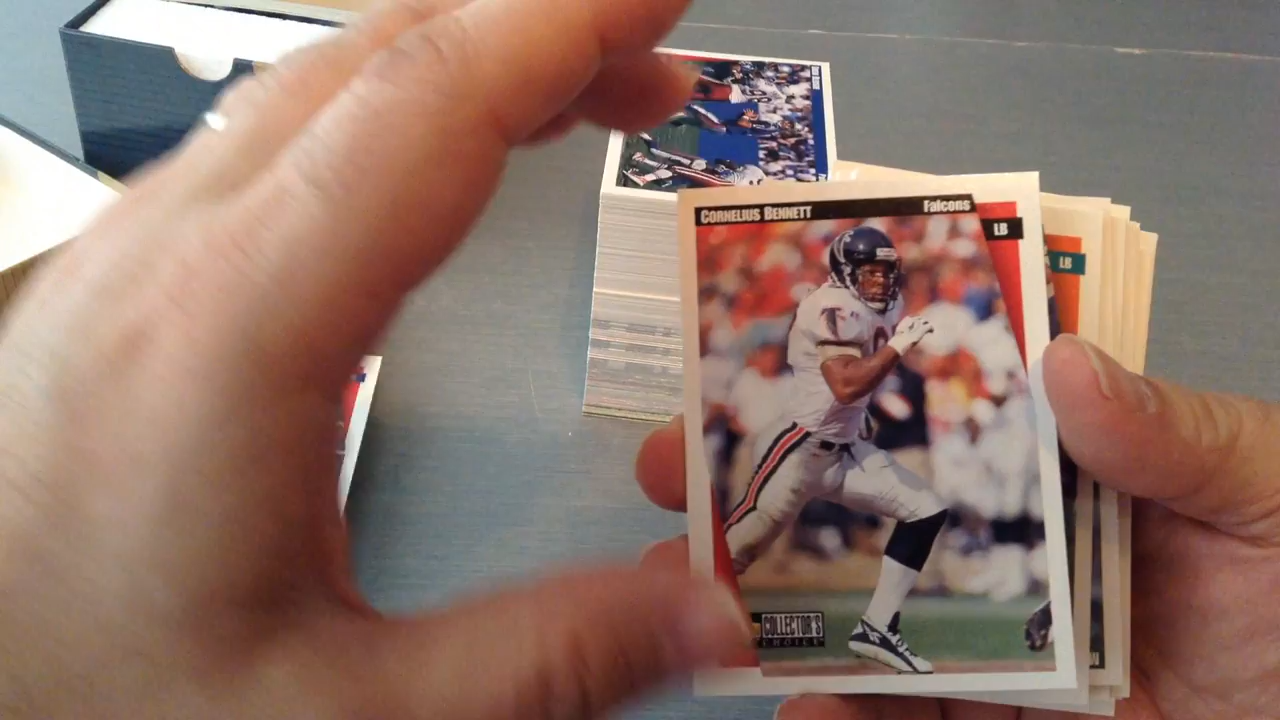 CORNELIUS BENNETT Falcons
LB
LB
COLLECTOR'S
CHOICE